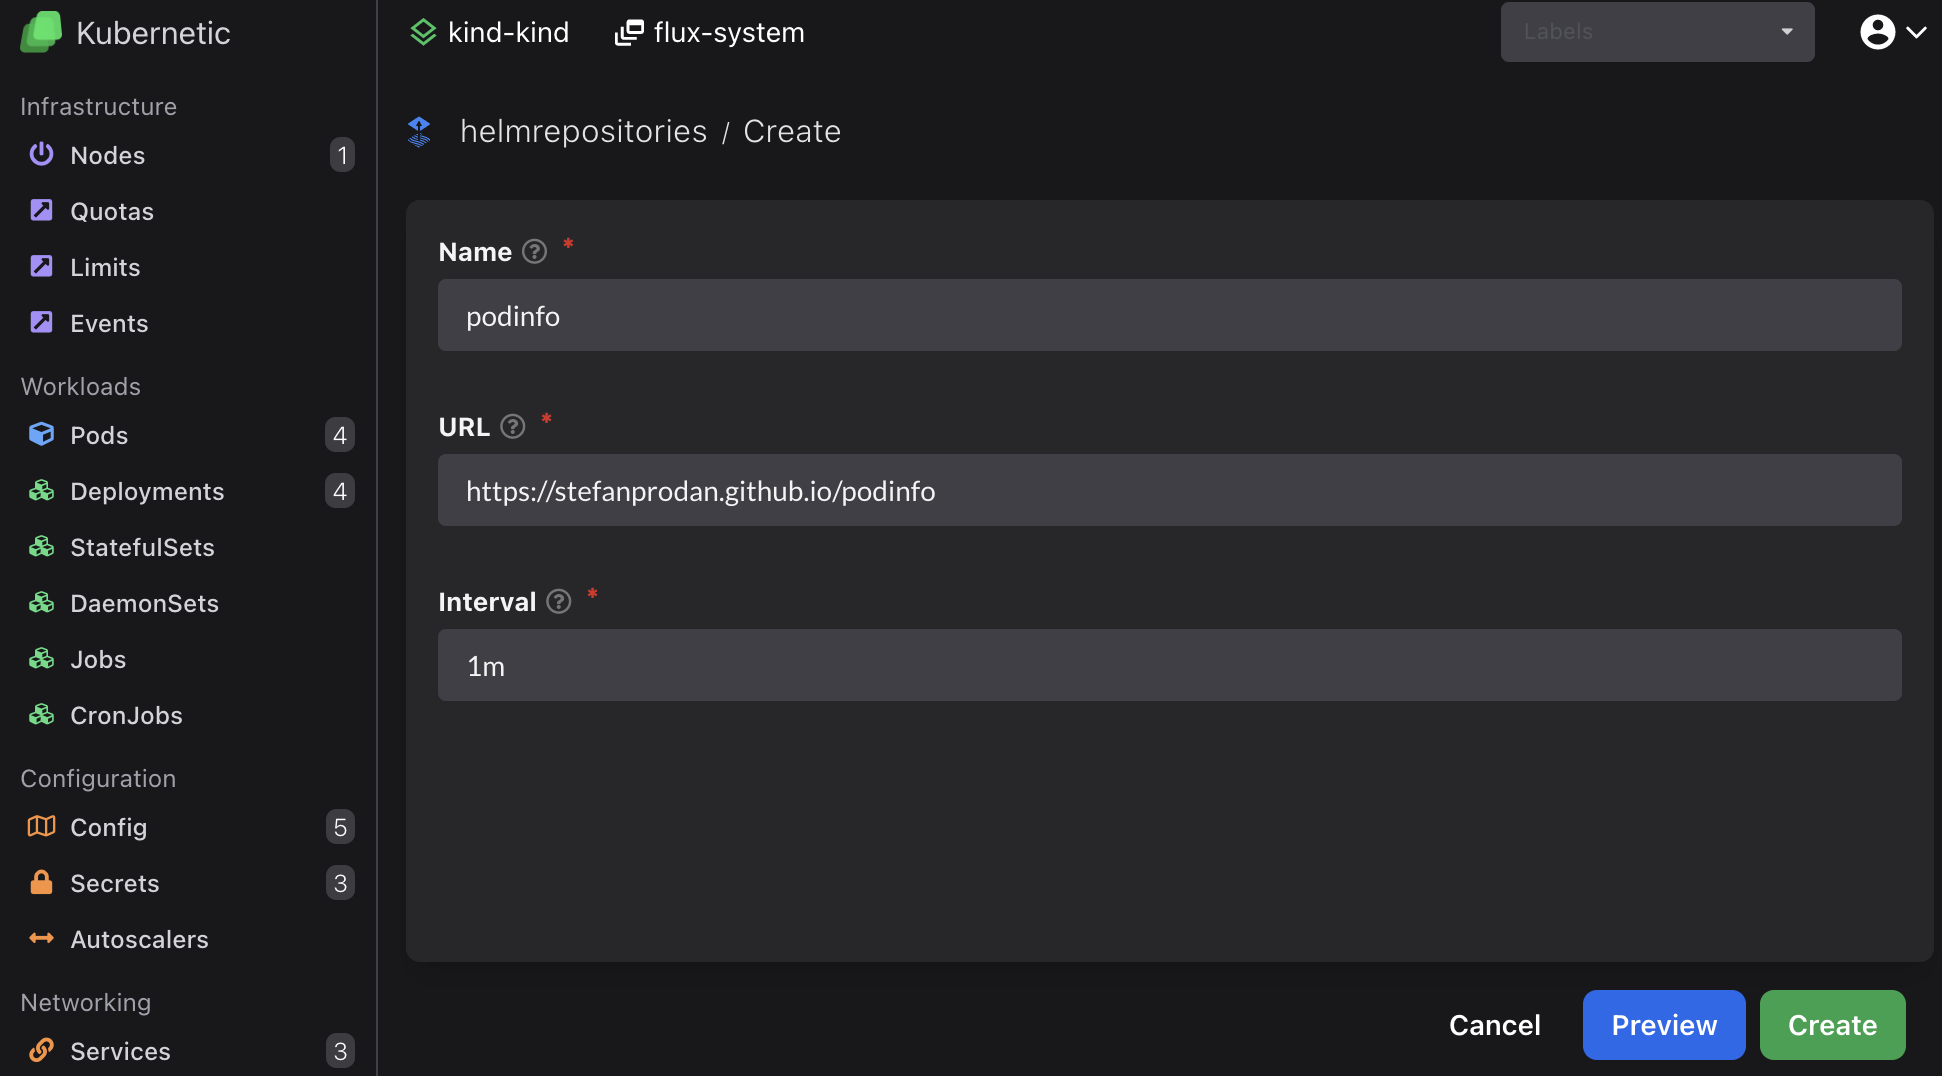 Kubernetic
kind-kind
flux-system
Labels
Infrastructure
Nodes 1
Quotas
Limits
Events
Workloads
Pods 4
Deployments 4
StatefulSets
DaemonSets
Jobs
CronJobs
Configuration
Config 5
Secrets 3
Autoscalers
Networking
Services 3
helmrepositories / Create
Name ? *
podinfo
URL ? *
https://stefanprodan.github.io/podinfo
Interval ? *
1m
Cancel
Preview
Create